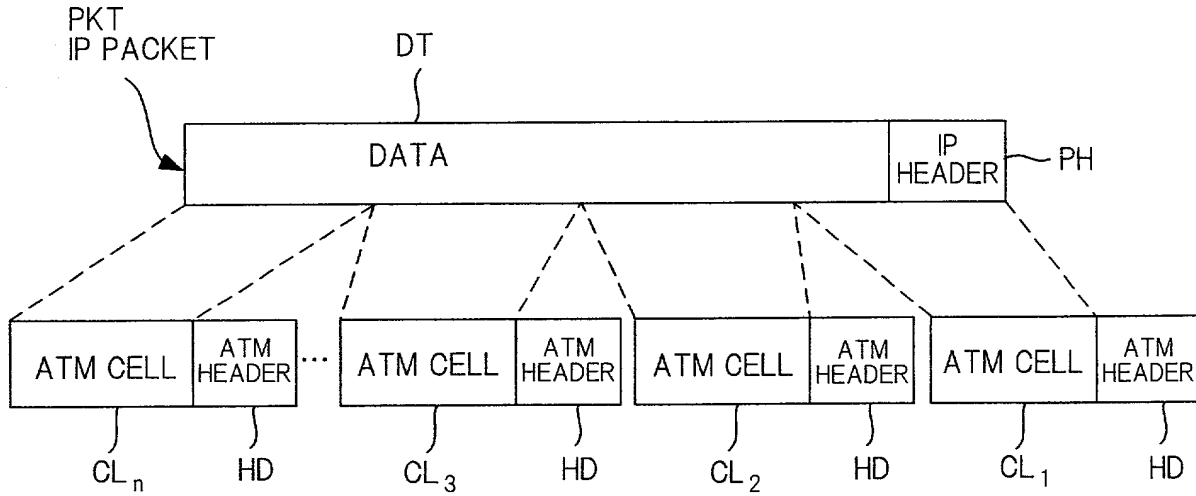 PKT
IP PACKET
DT
DATA
IP
HEADER
PH
ATM CELL
ATM
HEADER
...
ATM CELL
ATM
HEADER
ATM CELL
ATM
HEADER
ATM CELL
ATM
HEADER
CLn
HD
CL3
HD
CL2
HD
CL1
HD